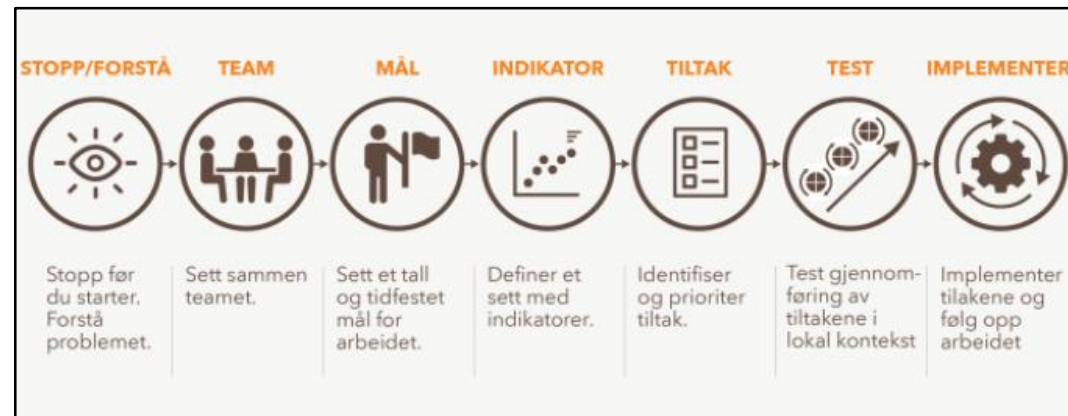 STOPP/FORSTÅ
TEAM
MÅL
INDIKATOR
TILTAK
TEST
IMPLEMENTER
Stopp før
du starter.
Forstå
problemet.
Sett sammen
teamet.
Sett et tall
og tidfestet
mål for
arbeidet.
Definer et
sett med
indikatorer.
Identifiser
og prioriter
tiltak.
Test gjennom-
føring av
tiltakene i
lokal kontekst
Implementer
tilakene og
følg opp
arbeidet